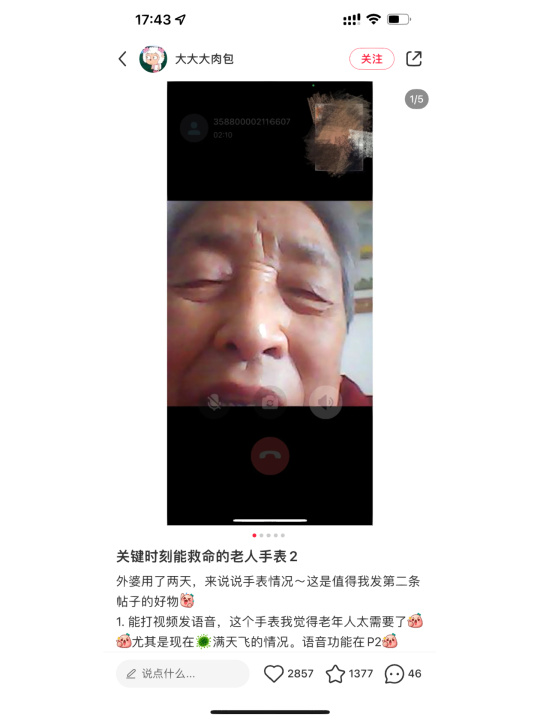 17:43
大大大肉包
关注
1/5
358800002116607
02:10
关键时刻能救命的老人手表2
外婆用了两天，来说说手表情况～这是值得我发第二条
帖子的好物
1. 能打视频发语音，这个手表我觉得老年人太需要了
尤其是现在满天飞的情况。语音功能在P2
说点什么...
2857
1377
46